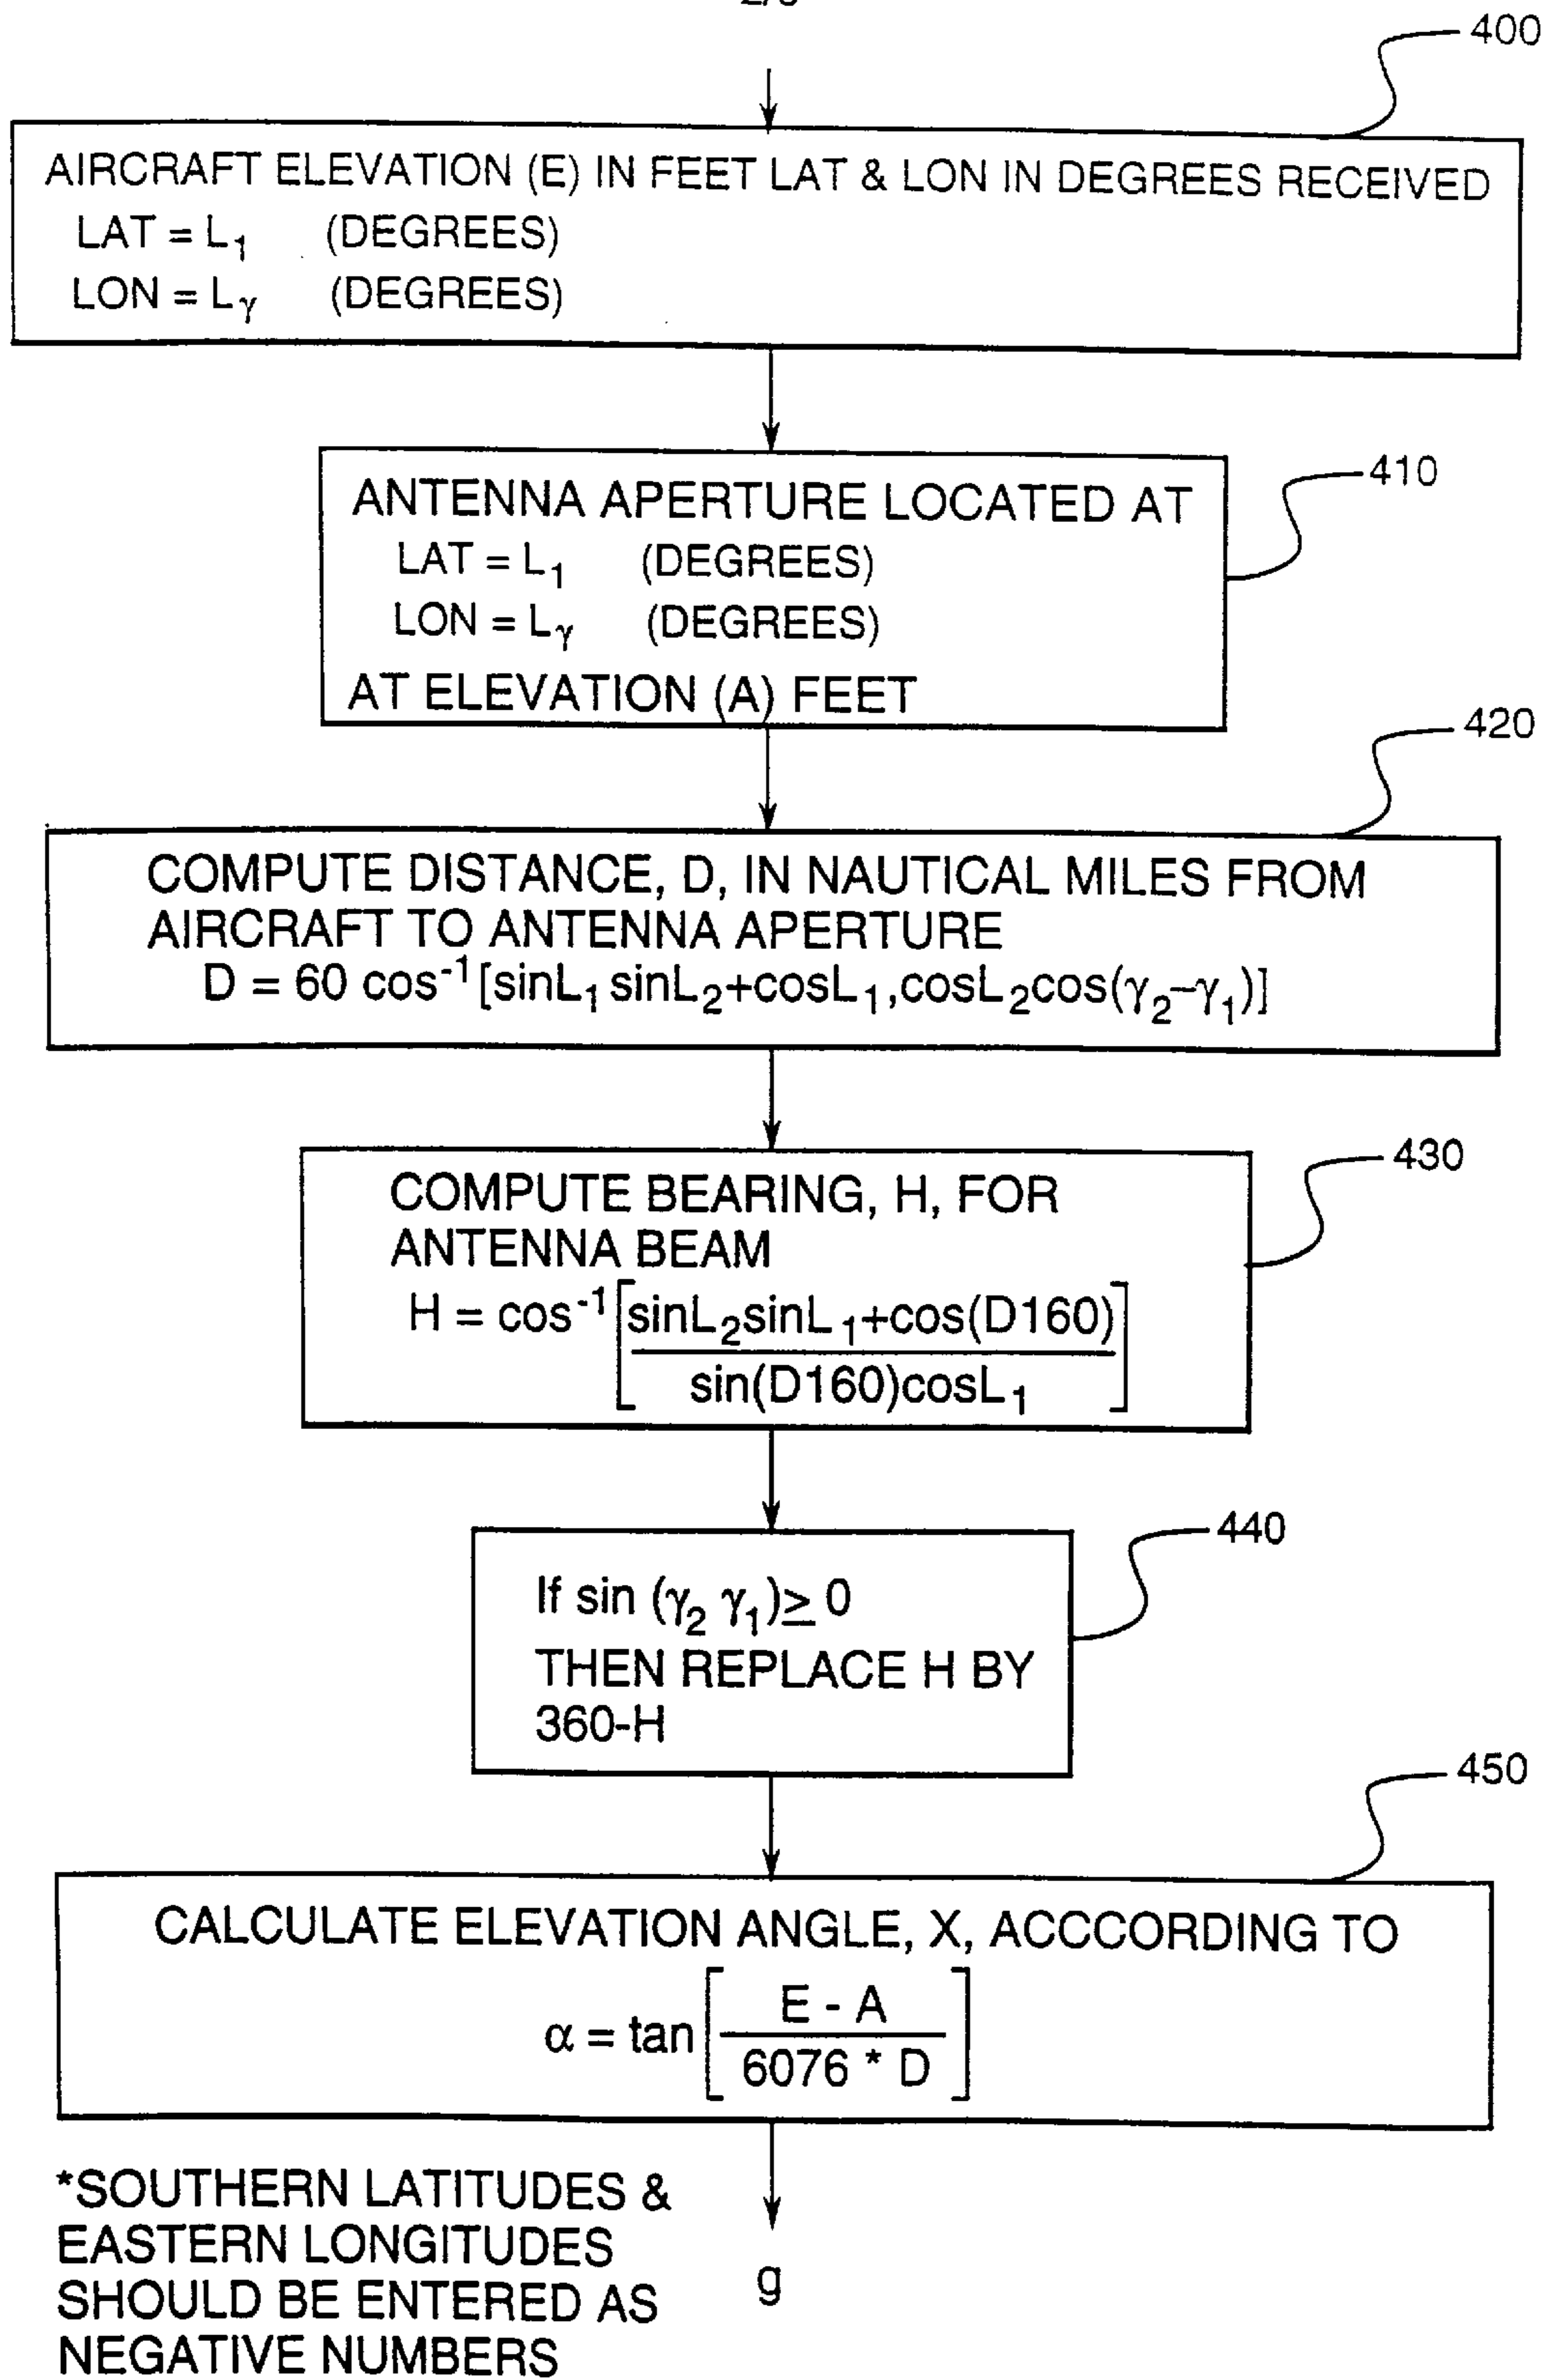 400
AIRCRAFT ELEVATION (E) IN FEET LAT & LON IN DEGREES RECEIVED
LAT = L₁ (DEGREES)
LON = Lγ (DEGREES)
410
ANTENNA APERTURE LOCATED AT
LAT = L₁ (DEGREES)
LON = Lγ (DEGREES)
AT ELEVATION (A) FEET
420
COMPUTE DISTANCE, D, IN NAUTICAL MILES FROM
AIRCRAFT TO ANTENNA APERTURE
D = 60 cos⁻¹[sinL₁ sinL₂+cosL₁,cosL₂cos(γ₂−γ₁)]
430
COMPUTE BEARING, H, FOR
ANTENNA BEAM
H = cos⁻¹[sinL₂sinL₁+cos(D160)
sin(D160)cosL₁]
440
If sin (γ₂ γ₁)≥ 0
THEN REPLACE H BY
360-H
450
CALCULATE ELEVATION ANGLE, X, ACCCORDING TO
α = tan[E - A
6076 * D]
*SOUTHERN LATITUDES &
EASTERN LONGITUDES
SHOULD BE ENTERED AS
NEGATIVE NUMBERS
g